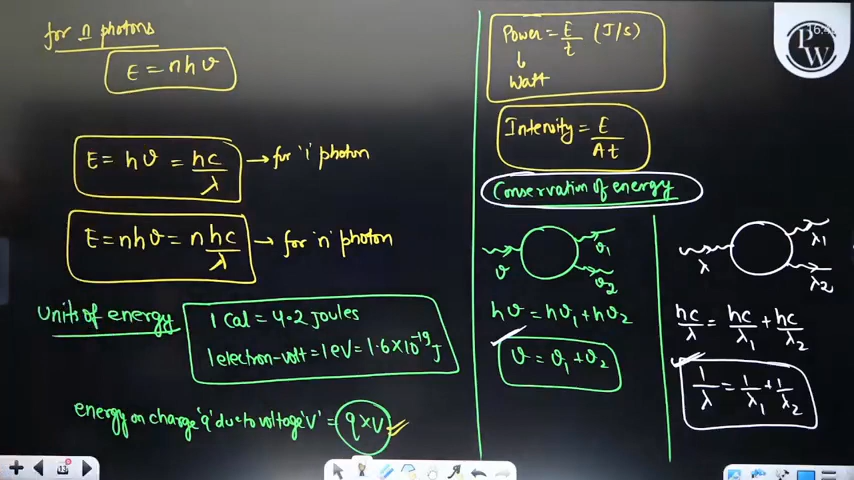 for n photons
E = nhν
E = hν = hc/λ → for '1' photon
E = nhν = n hc/λ → for 'n' photon
Units of energy
1 Cal = 4.2 Joules
1 electron-volt = 1 eV = 1.6 × 10⁻¹⁹ J
energy on charge 'q' due to voltage 'V' = q × V
Power = E/t (J/s)
↓
Watt
Intensity = E/At
Conservation of energy
ν ν₁
ν₂
hν = hν₁ + hν₂
ν = ν₁ + ν₂
λ λ₁
λ₂
hc/λ = hc/λ₁ + hc/λ₂
1/λ = 1/λ₁ + 1/λ₂
PW